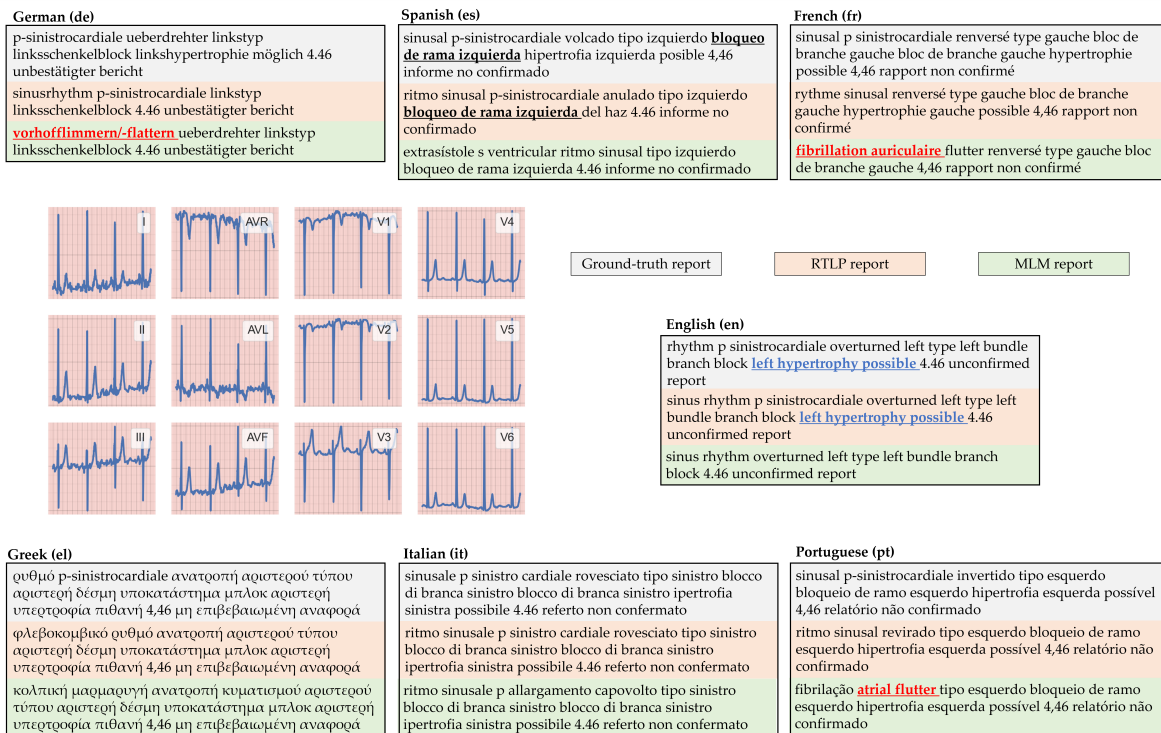 German (de)
p-sinistrocardiale ueberdrehter linkstyp
linksschenkelblock linkshypertrophie möglich 4.46
unbestätigter bericht
sinusrhythm p-sinistrocardiale linkstyp
linksschenkelblock 4.46 unbestätigter bericht
vorhofflimmern/-flattern ueberdrehter linkstyp
linksschenkelblock 4.46 unbestätigter bericht
Spanish (es)
sinusal p-sinistrocardiale volcado tipo izquierdo bloqueo
de rama izquierda hipertrofia izquierda posible 4,46
informe no confirmado
ritmo sinusal p-sinistrocardiale anulado tipo izquierdo
bloqueo de rama izquierda del haz 4.46 informe no
confirmado
extrasístole s ventricular ritmo sinusal tipo izquierdo
bloqueo de rama izquierda 4.46 informe no confirmado
French (fr)
sinusal p sinistrocardiale renversé type gauche bloc de
branche gauche bloc de branche gauche hypertrophie
possible 4,46 rapport non confirmé
rythme sinusal renversé type gauche bloc de branche
gauche hypertrophie gauche possible 4,46 rapport non
confirmé
fibrillation auriculaire flutter renversé type gauche bloc
de branche gauche 4,46 rapport non confirmé
I
AVR
V1
V4
II
AVL
V2
V5
III
AVF
V3
V6
Ground-truth report
RTLP report
MLM report
English (en)
rhythm p sinistrocardiale overturned left type left bundle
branch block left hypertrophy possible 4.46 unconfirmed
report
sinus rhythm p sinistrocardiale overturned left type left
bundle branch block left hypertrophy possible 4.46
unconfirmed report
sinus rhythm overturned left type left bundle branch
block 4.46 unconfirmed report
Greek (el)
ρυθμό p-sinistrocardiale ανατροπή αριστερού τύπου
αριστερή δέσμη υποκατάστημα μπλοκ αριστερή
υπερτροφία πιθανή 4,46 μη επιβεβαιωμένη αναφορά
φλεβοκομβικό ρυθμό ανατροπή αριστερού τύπου
αριστερή δέσμη υποκατάστημα μπλοκ αριστερή
υπερτροφία πιθανή 4,46 μη επιβεβαιωμένη αναφορά
κολπική μαρμαρυγή ανατροπή κυματισμού αριστερού
τύπου αριστερή δέσμη υποκατάστημα μπλοκ αριστερή
υπερτροφία πιθανή 4,46 μη επιβεβαιωμένη αναφορά
Italian (it)
sinusale p sinistro cardiale rovesciato tipo sinistro blocco
di branca sinistro blocco di branca sinistro ipertrofia
sinistra possibile 4.46 referto non confermato
ritmo sinusale p sinistro cardiale rovesciato tipo sinistro
blocco di branca sinistro blocco di branca sinistro
ipertrofia sinistra possibile 4.46 referto non confermato
ritmo sinusale p allargamento capovolto tipo sinistro
blocco di branca sinistro blocco di branca sinistro
ipertrofia sinistra possibile 4.46 referto non confermato
Portuguese (pt)
sinusal p-sinistrocardiale invertido tipo esquerdo
bloqueio de ramo esquerdo hipertrofia esquerda possível
4,46 relatório não confirmado
ritmo sinusal revirado tipo esquerdo bloqueio de ramo
esquerdo hipertrofia esquerda possível 4,46 relatório não
confirmado
fibrilação atrial flutter tipo esquerdo bloqueio de ramo
esquerdo hipertrofia esquerda possível 4,46 relatório não
confirmado